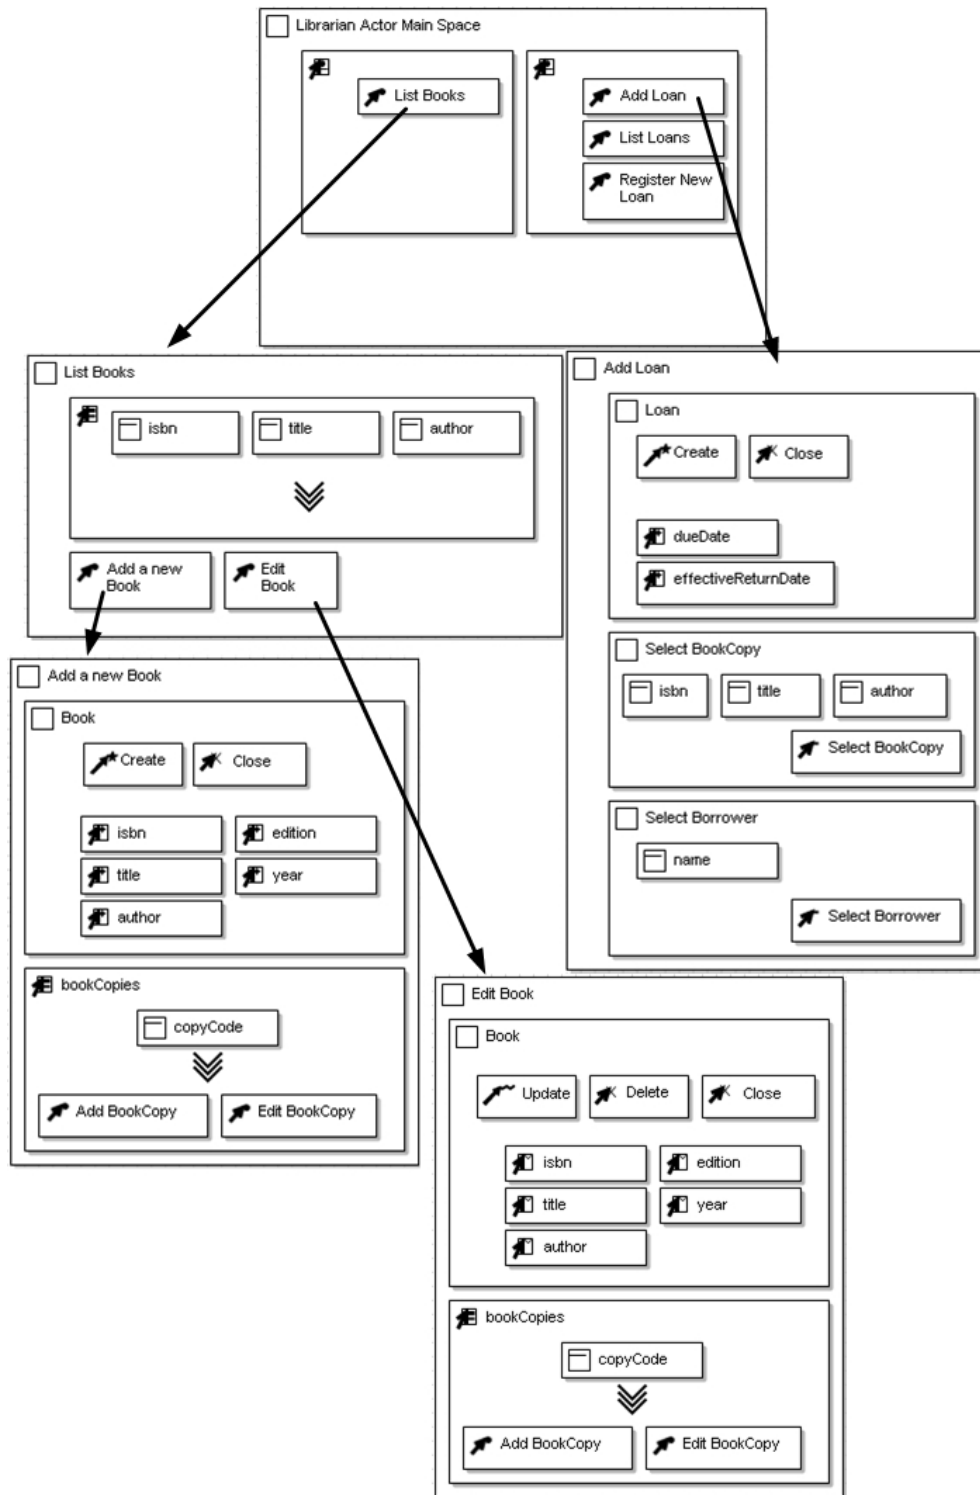 Librarian Actor Main Space
List Books
Add Loan
List Loans
Register New
Loan
List Books
isbn
title
author
Add a new
Book
Edit
Book
Add Loan
Loan
Create
Close
dueDate
effectiveReturnDate
Select BookCopy
isbn
title
author
Select BookCopy
Select Borrower
name
Select Borrower
Add a new Book
Book
Create
Close
isbn
edition
title
year
author
bookCopies
copyCode
Add BookCopy
Edit BookCopy
Edit Book
Book
Update
Delete
Close
isbn
edition
title
year
author
bookCopies
copyCode
Add BookCopy
Edit BookCopy